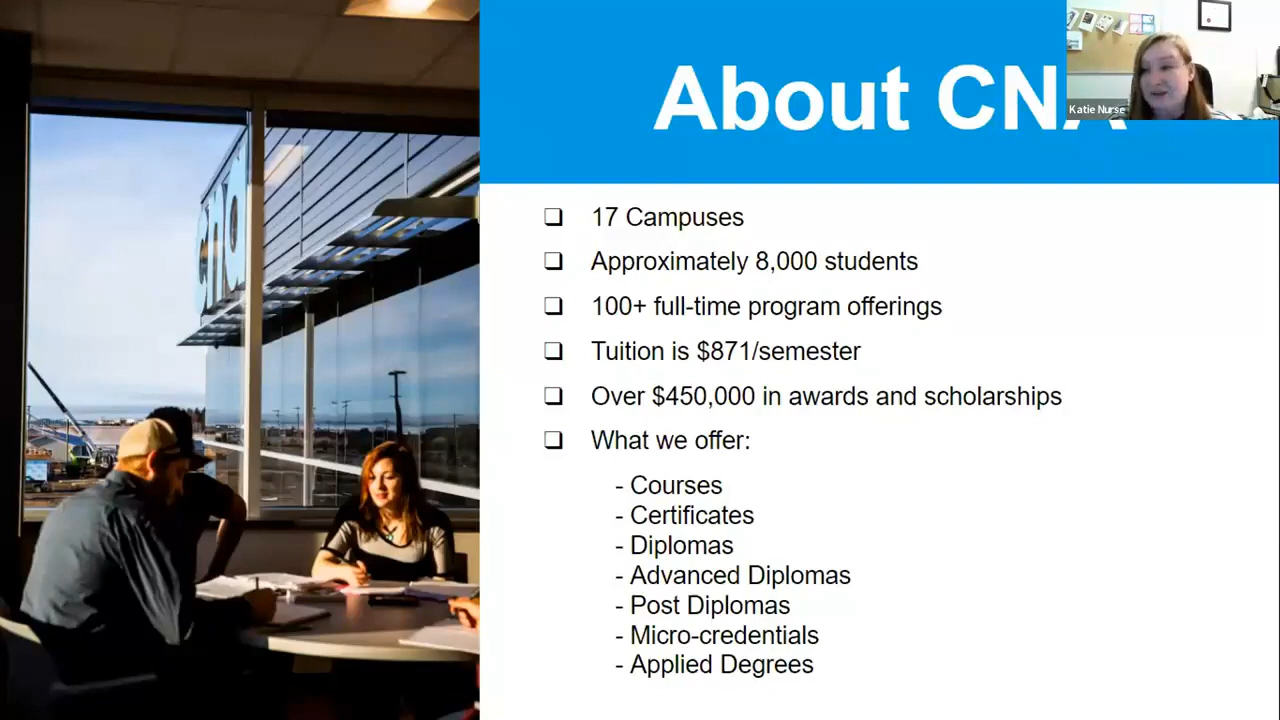 About CNA
Katie Nurse
17 Campuses
Approximately 8,000 students
100+ full-time program offerings
Tuition is $871/semester
Over $450,000 in awards and scholarships
What we offer:
- Courses
- Certificates
- Diplomas
- Advanced Diplomas
- Post Diplomas
- Micro-credentials
- Applied Degrees
cna